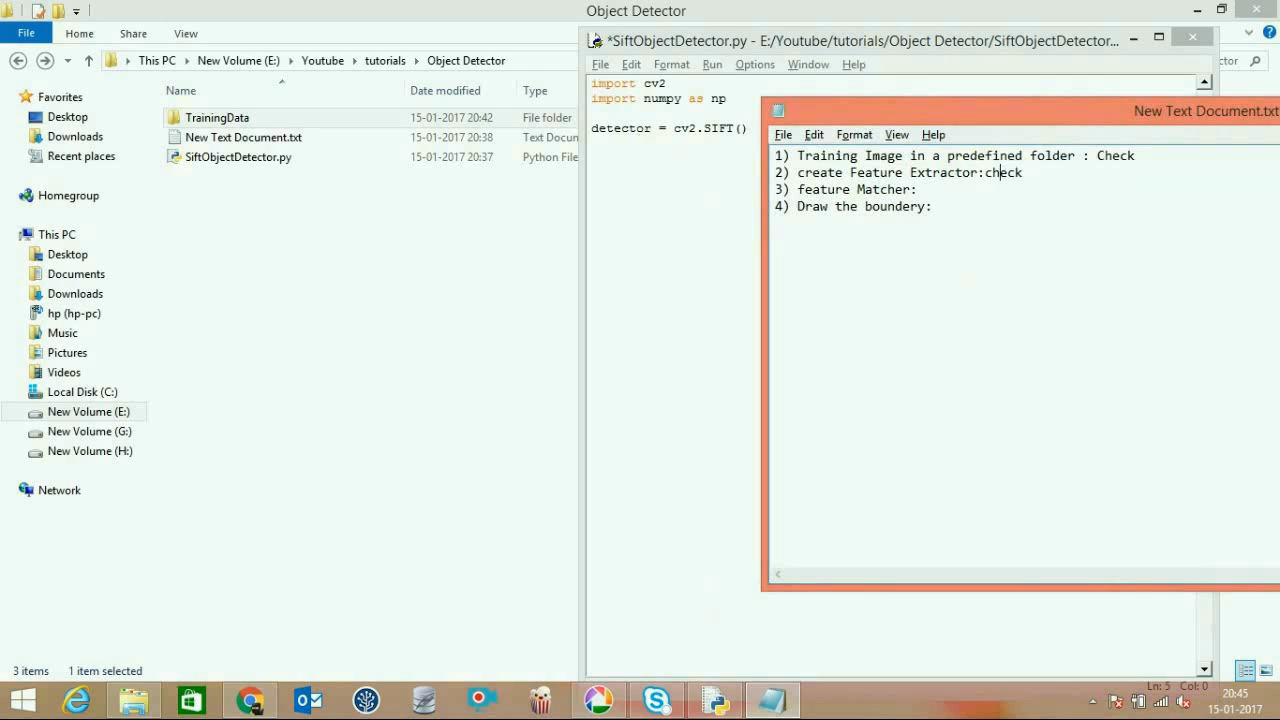 Object Detector
File Home Share View
This PC New Volume (E:) Youtube tutorials Object Detector
ctor
Name Date modified Type
TrainingData 15-01-2017 20:42 File folder
New Text Document.txt 15-01-2017 20:38 Text Docun
SiftObjectDetector.py 15-01-2017 20:37 Python File
Favorites
Desktop
Downloads
Recent places
Homegroup
This PC
Desktop
Documents
Downloads
hp (hp-pc)
Music
Pictures
Videos
Local Disk (C:)
New Volume (E:)
New Volume (G:)
New Volume (H:)
Network
3 items 1 item selected
*SiftObjectDetector.py - E:/Youtube/tutorials/Object Detector/SiftObjectDetector...
File Edit Format Run Options Window Help
import cv2
import numpy as np
detector = cv2.SIFT()
New Text Document.txt
File Edit Format View Help
1) Training Image in a predefined folder : Check
2) create Feature Extractor:check
3) feature Matcher:
4) Draw the boundery:
Ln: 5 Col: 0
20:45
15-01-2017